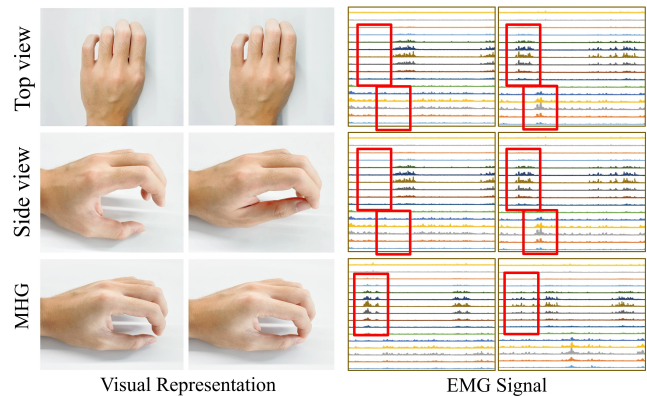 Top view
Side view
MHG
Visual Representation
EMG Signal